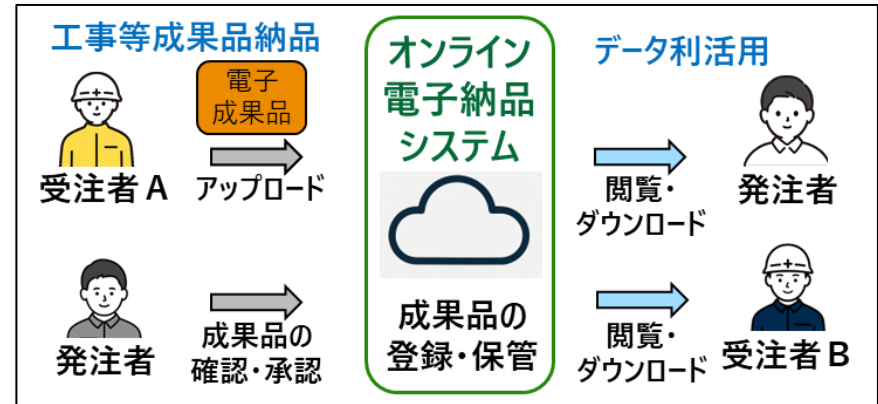 工事等成果品納品
電子
成果品
受注者A
アップロード
発注者
成果品の
確認・承認
オンライン
電子納品
システム
成果品の
登録・保管
データ利活用
閲覧・
ダウンロード
発注者
閲覧・
ダウンロード
受注者B